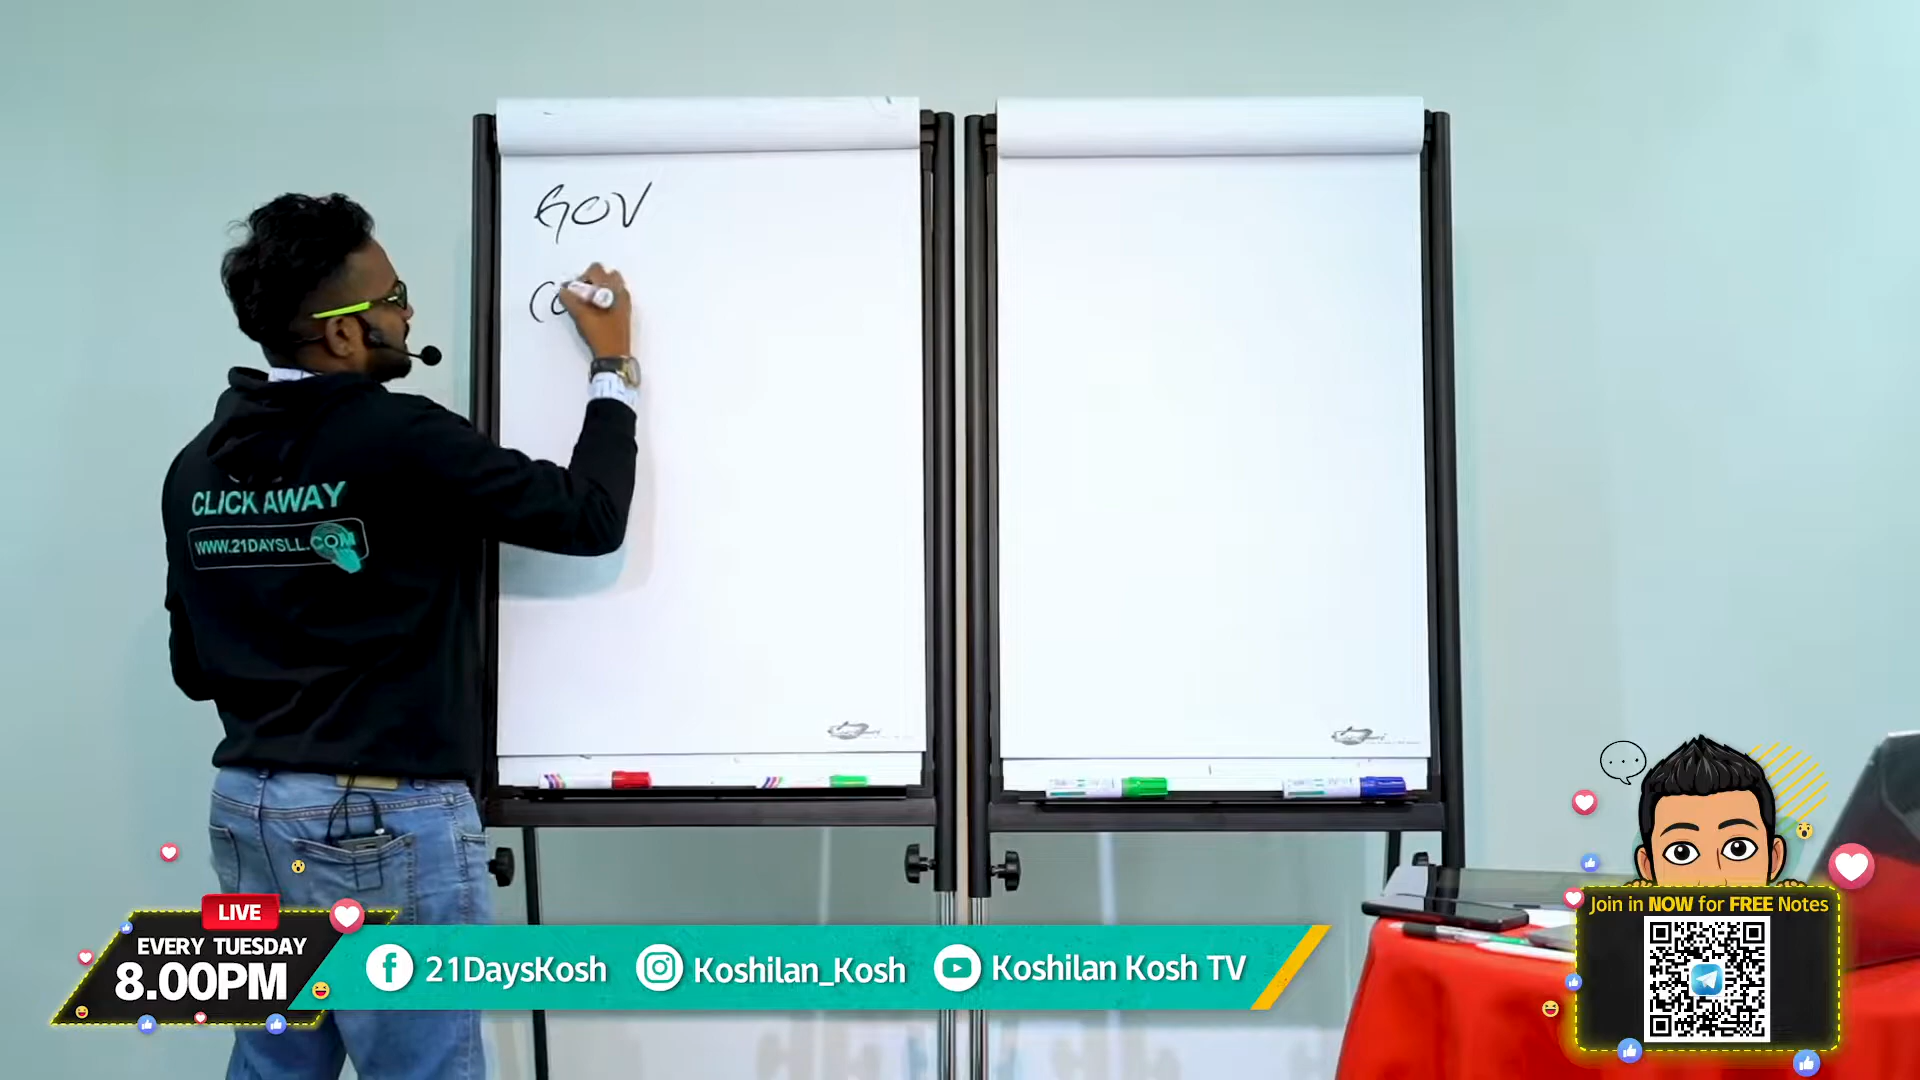 GOV
CO
CLICK AWAY
WWW.21DAYSLL.COM
LIVE
EVERY TUESDAY
8.00PM
21DaysKosh
Koshilan_Kosh
Koshilan Kosh TV
Join in NOW for FREE Notes